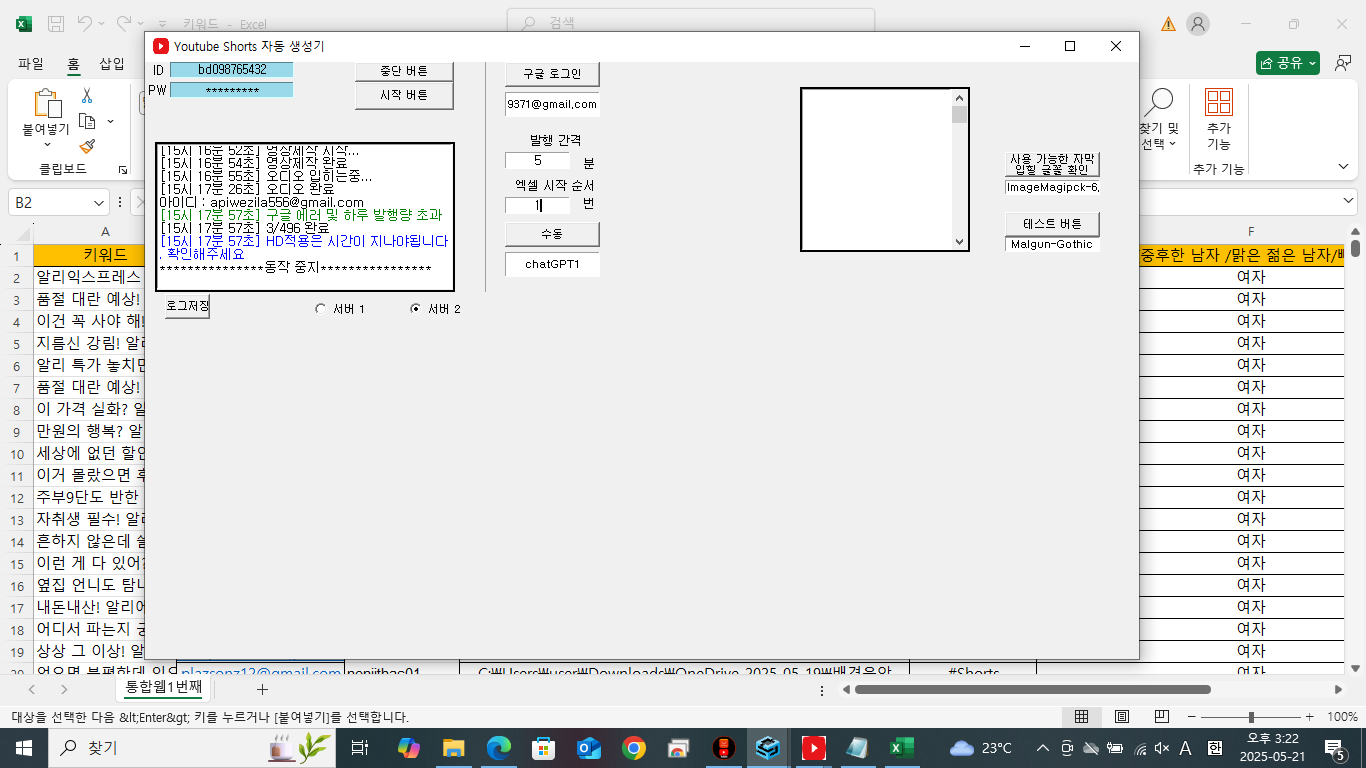 키워드 - Excel
검색
Youtube Shorts 자동 생성기
파일
홈
삽입
공유
ID
bd098765432
PW
*********
중단 버튼
시작 버튼
구글 로그인
9371@gmail.com
발행 간격
5
분
엑셀 시작 순서
1
번
수동
chatGPT1
[15시 16분 52초] 영상제작 시작...
[15시 16분 54초] 영상제작 완료
[15시 16분 55초] 오디오 입히는중...
[15시 17분 26초] 오디오 완료
아이디 : apiwezila556@gmail.com
[15시 17분 57초] 구글 에러 및 하루 발행량 초과
[15시 17분 57초] 3/496 완료
[15시 17분 57초] HD적용은 시간이 지나야됩니다
. 확인해주세요
***************동작 중지****************
로그저장
서버 1
서버 2
사용 가능한 자막
입힐 글꼴 확인
ImageMagipck-6.
테스트 버튼
Malgun-Gothic
붙여넣기
클립보드
찾기 및
선택
추가
기능
추가 기능
B2
A
F
1
키워드
중후한 남자 /맑은 젊은 남자/
2
알리익스프레스
여자
3
품절 대란 예상!
여자
4
이건 꼭 사야 해!
여자
5
지름신 강림! 알리
여자
6
알리 특가 놓치면
여자
7
품절 대란 예상!
여자
8
이 가격 실화? 알
여자
9
만원의 행복? 알
여자
10
세상에 없던 할인
여자
11
이거 몰랐으면 후
여자
12
주부9단도 반한
여자
13
자취생 필수! 알리
여자
14
흔하지 않은데
여자
15
이런 게 다 있어?
여자
16
옆집 언니도 탐내
여자
17
내돈내산! 알리에
여자
18
어디서 파는지 궁
여자
19
상상 그 이상! 알
여자
20
없으면 불편할데
plazsonz12@gmail.com
C:₩Users₩user₩Downloads₩OneDrive_2025-05-19₩배경음악
#Shorts
여자
통합웹1번째
대상을 선택한 다음 &lt;Enter&gt; 키를 누르거나 [붙여넣기]를 선택합니다.
100%
찾기
23°C
A
한
오후 3:22
2025-05-21
5